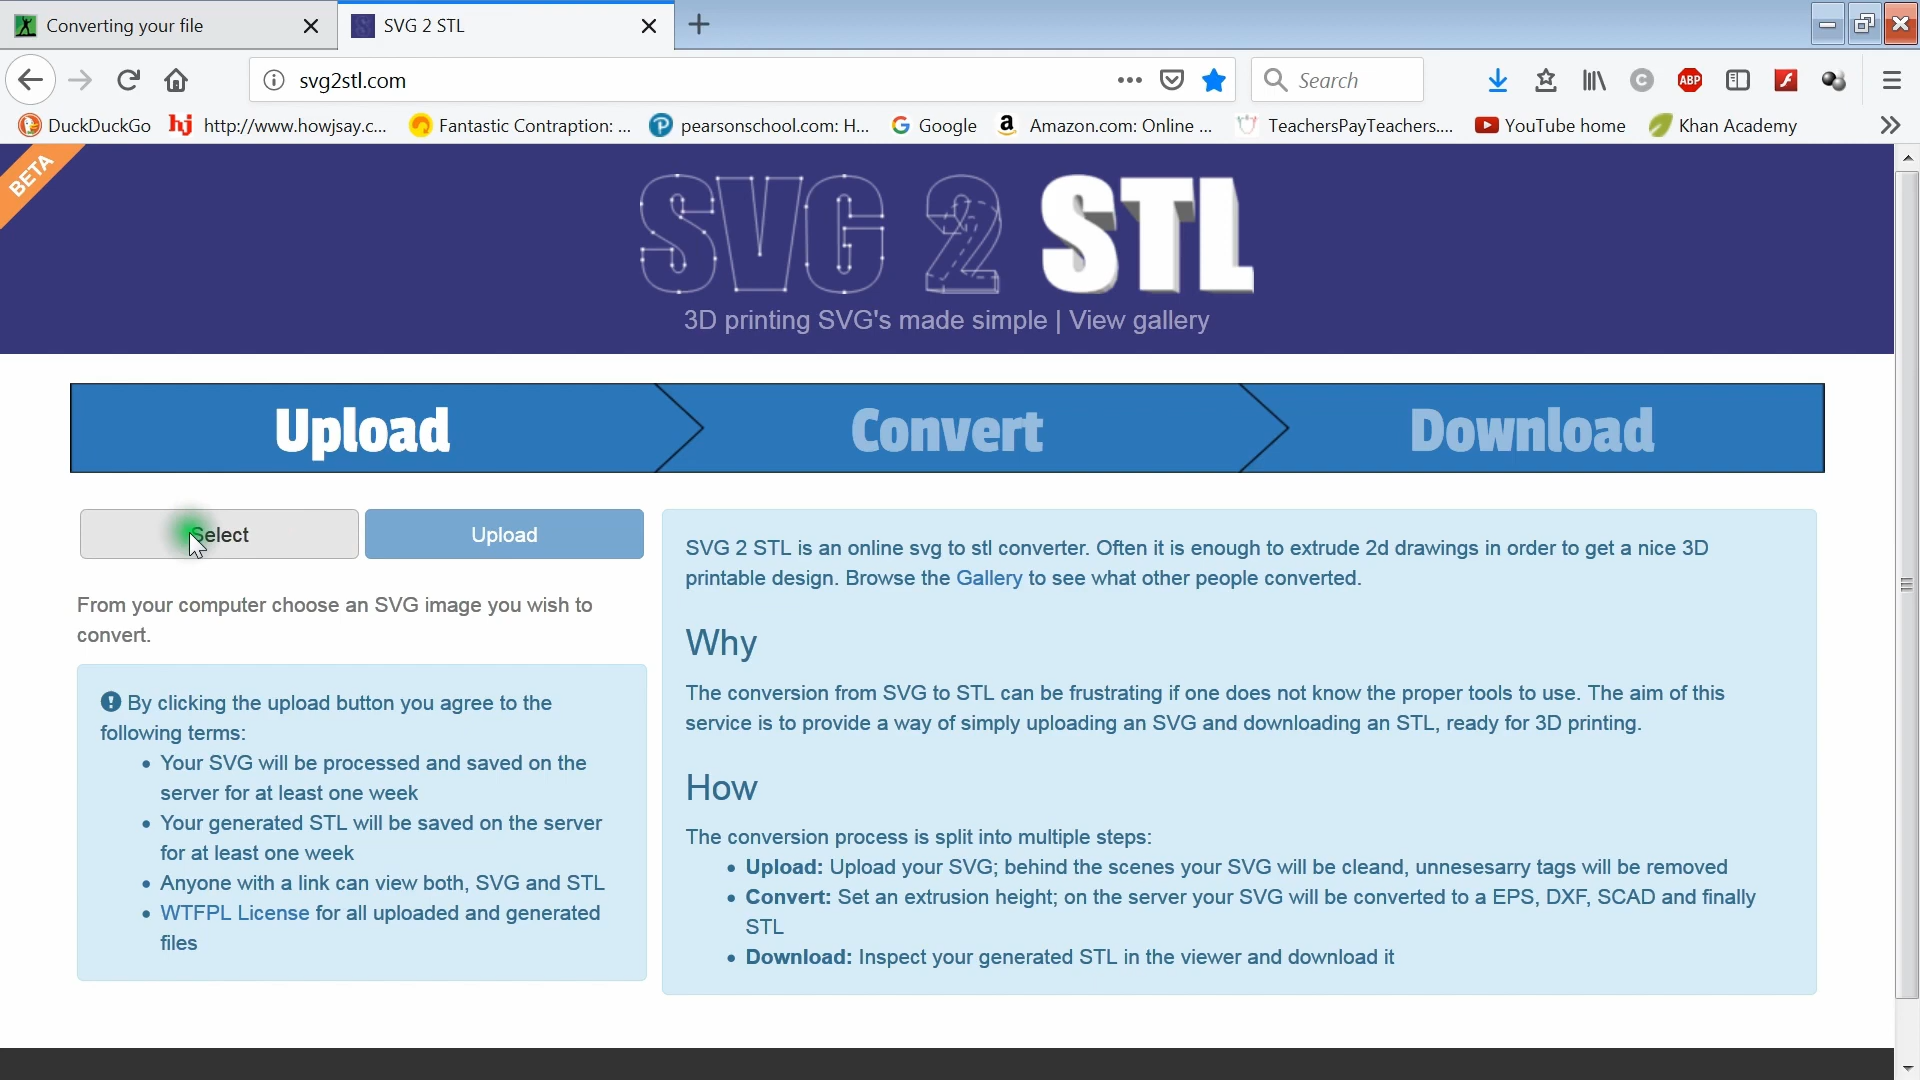 Converting your file
SVG 2 STL
svg2stl.com
Search
ABP
DuckDuckGo
hj http://www.howjsay.c...
Fantastic Contraption: ...
pearsonschool.com: H...
Google
Amazon.com: Online ...
TeachersPayTeachers....
YouTube home
Khan Academy
BETA
SVG 2 STL
3D printing SVG's made simple | View gallery
Upload
Convert
Download
Select
Upload
From your computer choose an SVG image you wish to
convert.
By clicking the upload button you agree to the
following terms:
• Your SVG will be processed and saved on the
server for at least one week
• Your generated STL will be saved on the server
for at least one week
• Anyone with a link can view both, SVG and STL
• WTFPL License for all uploaded and generated
files
SVG 2 STL is an online svg to stl converter. Often it is enough to extrude 2d drawings in order to get a nice 3D
printable design. Browse the Gallery to see what other people converted.
Why
The conversion from SVG to STL can be frustrating if one does not know the proper tools to use. The aim of this
service is to provide a way of simply uploading an SVG and downloading an STL, ready for 3D printing.
How
The conversion process is split into multiple steps:
• Upload: Upload your SVG; behind the scenes your SVG will be cleand, unnesesarry tags will be removed
• Convert: Set an extrusion height; on the server your SVG will be converted to a EPS, DXF, SCAD and finally
STL
• Download: Inspect your generated STL in the viewer and download it